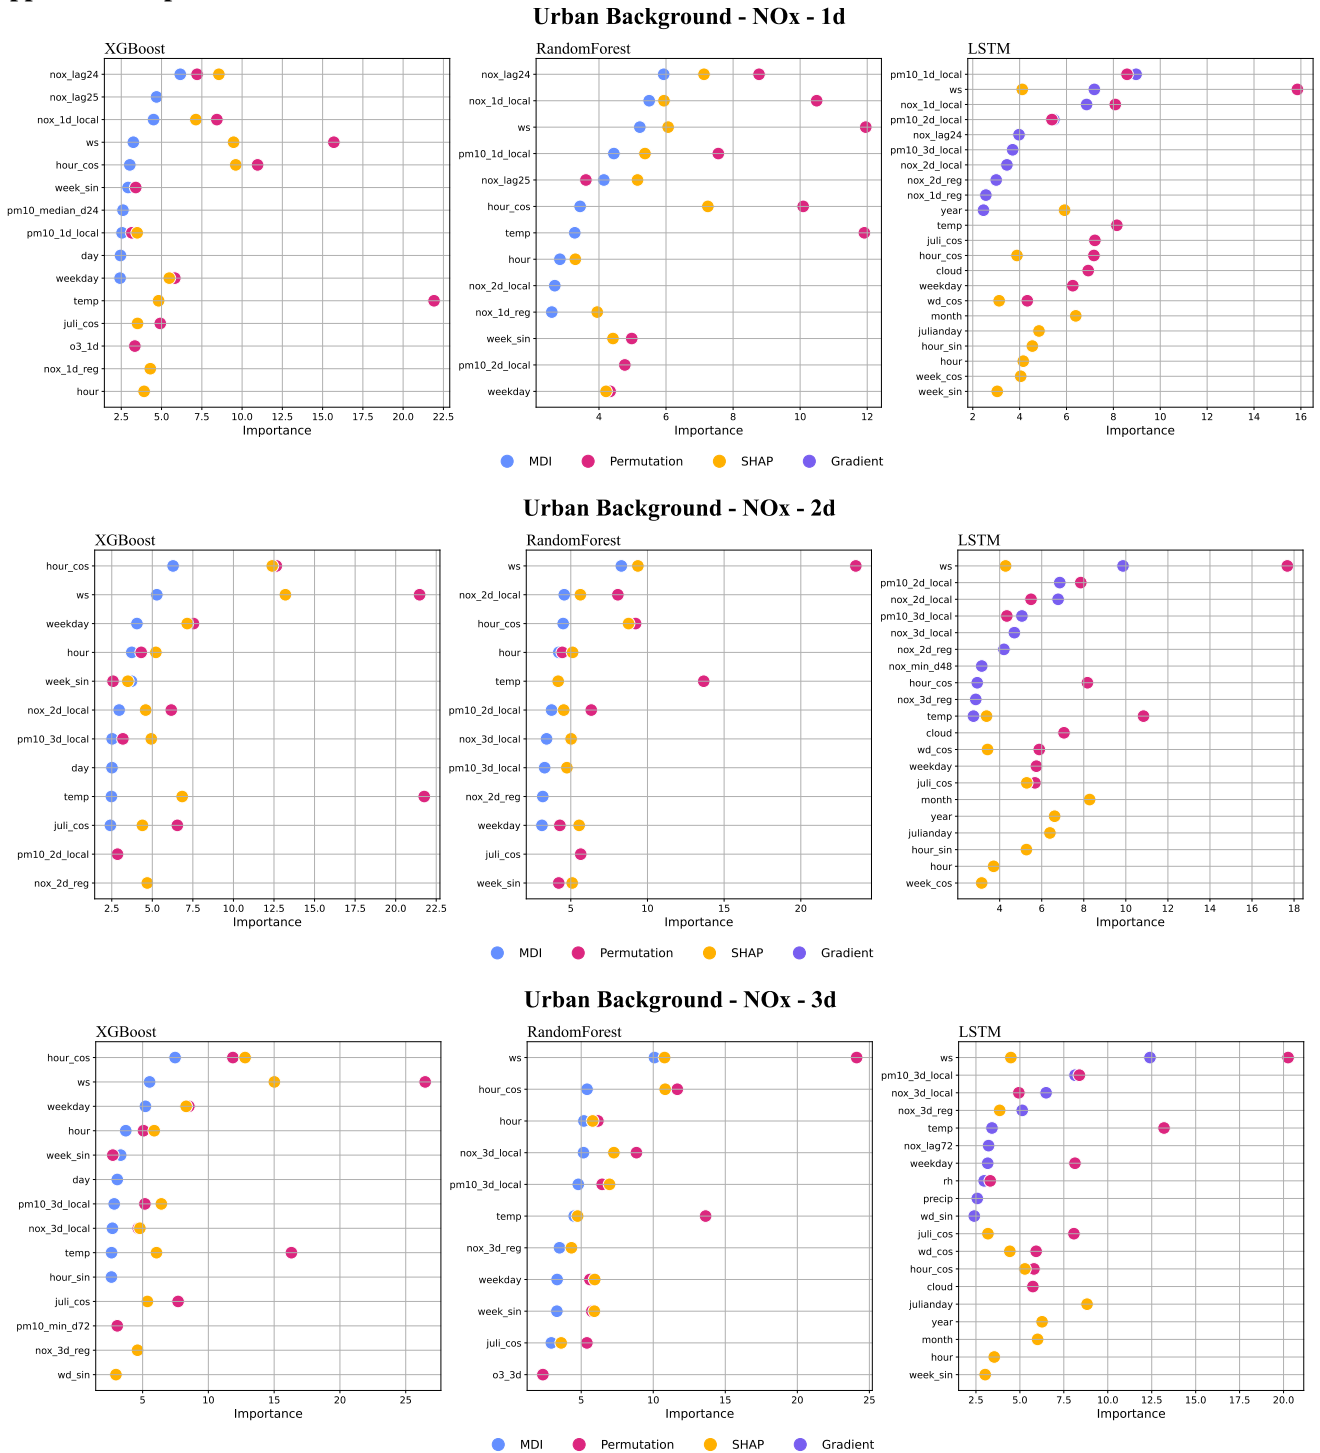 Urban Background - NOx - 1d
XGBoost
nox_lag24
nox_lag25
nox_1d_local
ws
hour_cos
week_sin
pm10_median_d24
pm10_1d_local
day
weekday
temp
juli_cos
o3_1d
nox_1d_reg
hour
2.5 5.0 7.5 10.0 12.5 15.0 17.5 20.0 22.5
Importance
RandomForest
nox_lag24
nox_1d_local
ws
pm10_1d_local
nox_lag25
hour_cos
temp
hour
nox_2d_local
nox_1d_reg
week_sin
pm10_2d_local
weekday
4 6 8 10 12
Importance
LSTM
pm10_1d_local
ws
nox_1d_local
pm10_2d_local
nox_lag24
pm10_3d_local
nox_2d_local
nox_2d_reg
nox_1d_reg
year
temp
juli_cos
hour_cos
cloud
weekday
wd_cos
month
julianday
hour_sin
hour
week_cos
week_sin
2 4 6 8 10 12 14 16
Importance
MDI Permutation SHAP Gradient
Urban Background - NOx - 2d
XGBoost
hour_cos
ws
weekday
hour
week_sin
nox_2d_local
pm10_3d_local
day
temp
juli_cos
pm10_2d_local
nox_2d_reg
2.5 5.0 7.5 10.0 12.5 15.0 17.5 20.0 22.5
Importance
RandomForest
ws
nox_2d_local
hour_cos
hour
temp
pm10_2d_local
nox_3d_local
pm10_3d_local
nox_2d_reg
weekday
juli_cos
week_sin
5 10 15 20
Importance
LSTM
ws
pm10_2d_local
nox_2d_local
pm10_3d_local
nox_3d_local
nox_2d_reg
nox_min_d48
hour_cos
nox_3d_reg
temp
cloud
wd_cos
weekday
juli_cos
month
year
julianday
hour_sin
hour
week_cos
4 6 8 10 12 14 16 18
Importance
MDI Permutation SHAP Gradient
Urban Background - NOx - 3d
XGBoost
hour_cos
ws
weekday
hour
week_sin
day
pm10_3d_local
nox_3d_local
temp
hour_sin
juli_cos
pm10_min_d72
nox_3d_reg
wd_sin
5 10 15 20 25
Importance
RandomForest
ws
hour_cos
hour
nox_3d_local
pm10_3d_local
temp
nox_3d_reg
weekday
week_sin
juli_cos
o3_3d
5 10 15 20 25
Importance
LSTM
ws
pm10_3d_local
nox_3d_local
nox_3d_reg
temp
nox_lag72
weekday
rh
precip
wd_sin
juli_cos
wd_cos
hour_cos
cloud
julianday
year
month
hour
week_sin
2.5 5.0 7.5 10.0 12.5 15.0 17.5 20.0
Importance
MDI Permutation SHAP Gradient